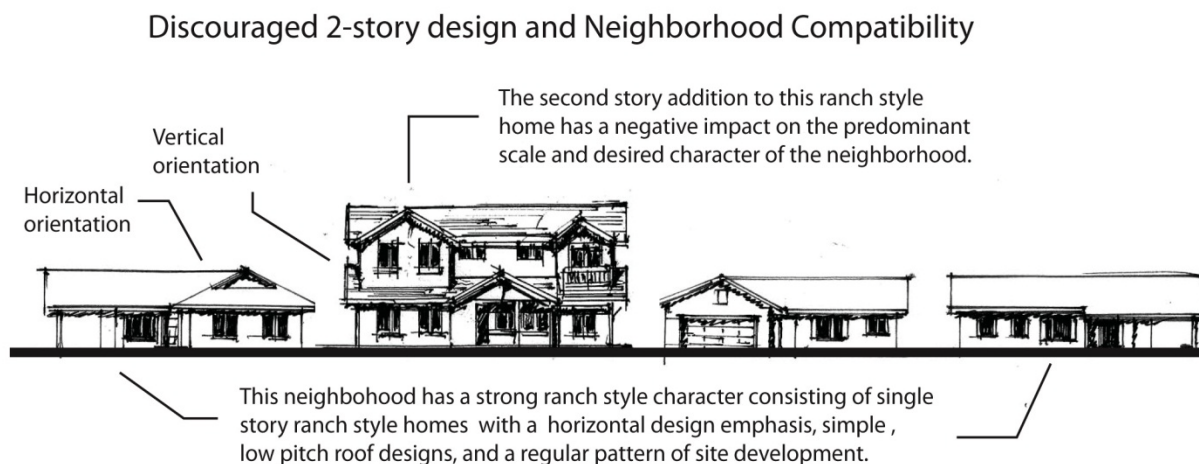 Discouraged 2-story design and Neighborhood Compatibility
The second story addition to this ranch style
home has a negative impact on the predominant
scale and desired character of the neighborhood.
Vertical
orientation
Horizontal
orientation
This neighbohood has a strong ranch style character consisting of single
story ranch style homes with a horizontal design emphasis, simple ,
low pitch roof designs, and a regular pattern of site development.